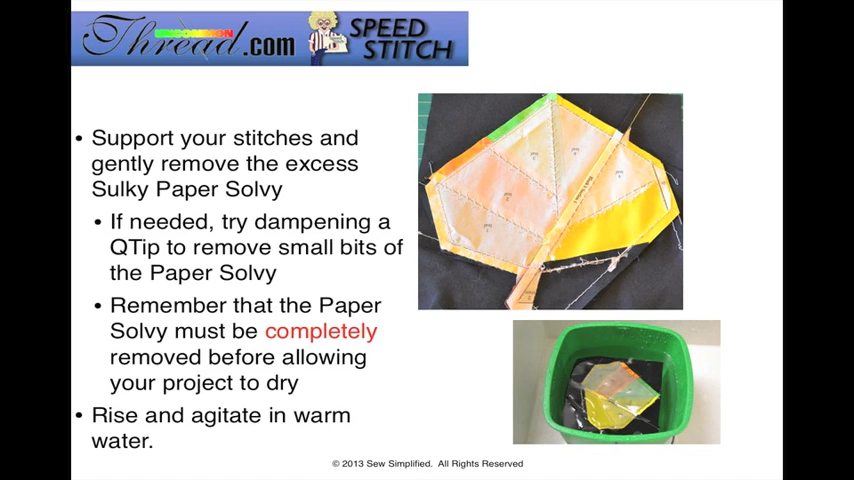 Thread.com
UNCOMMON
SPEED
STITCH
• Support your stitches and
gently remove the excess
Sulky Paper Solvy
• If needed, try dampening a
QTip to remove small bits of
the Paper Solvy
• Remember that the Paper
Solvy must be completely
removed before allowing
your project to dry
• Rise and agitate in warm
water.
© 2013 Sew Simplified. All Rights Reserved